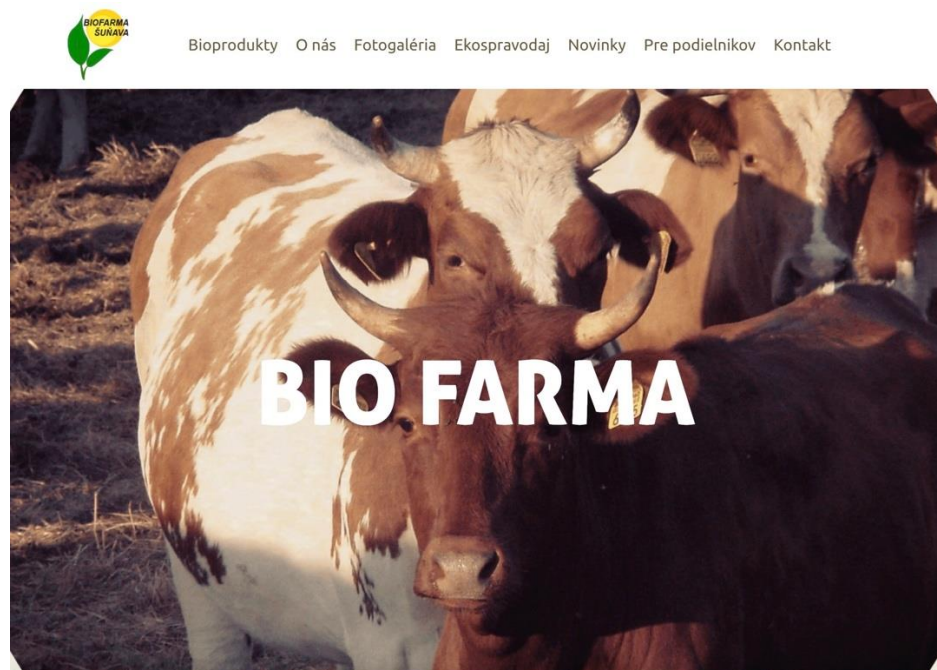 BIOFARMA
ŠUŇAVA
Bioprodukty O nás Fotogaléria Ekospravodaj Novinky Pre podielnikov Kontakt
BIO FARMA